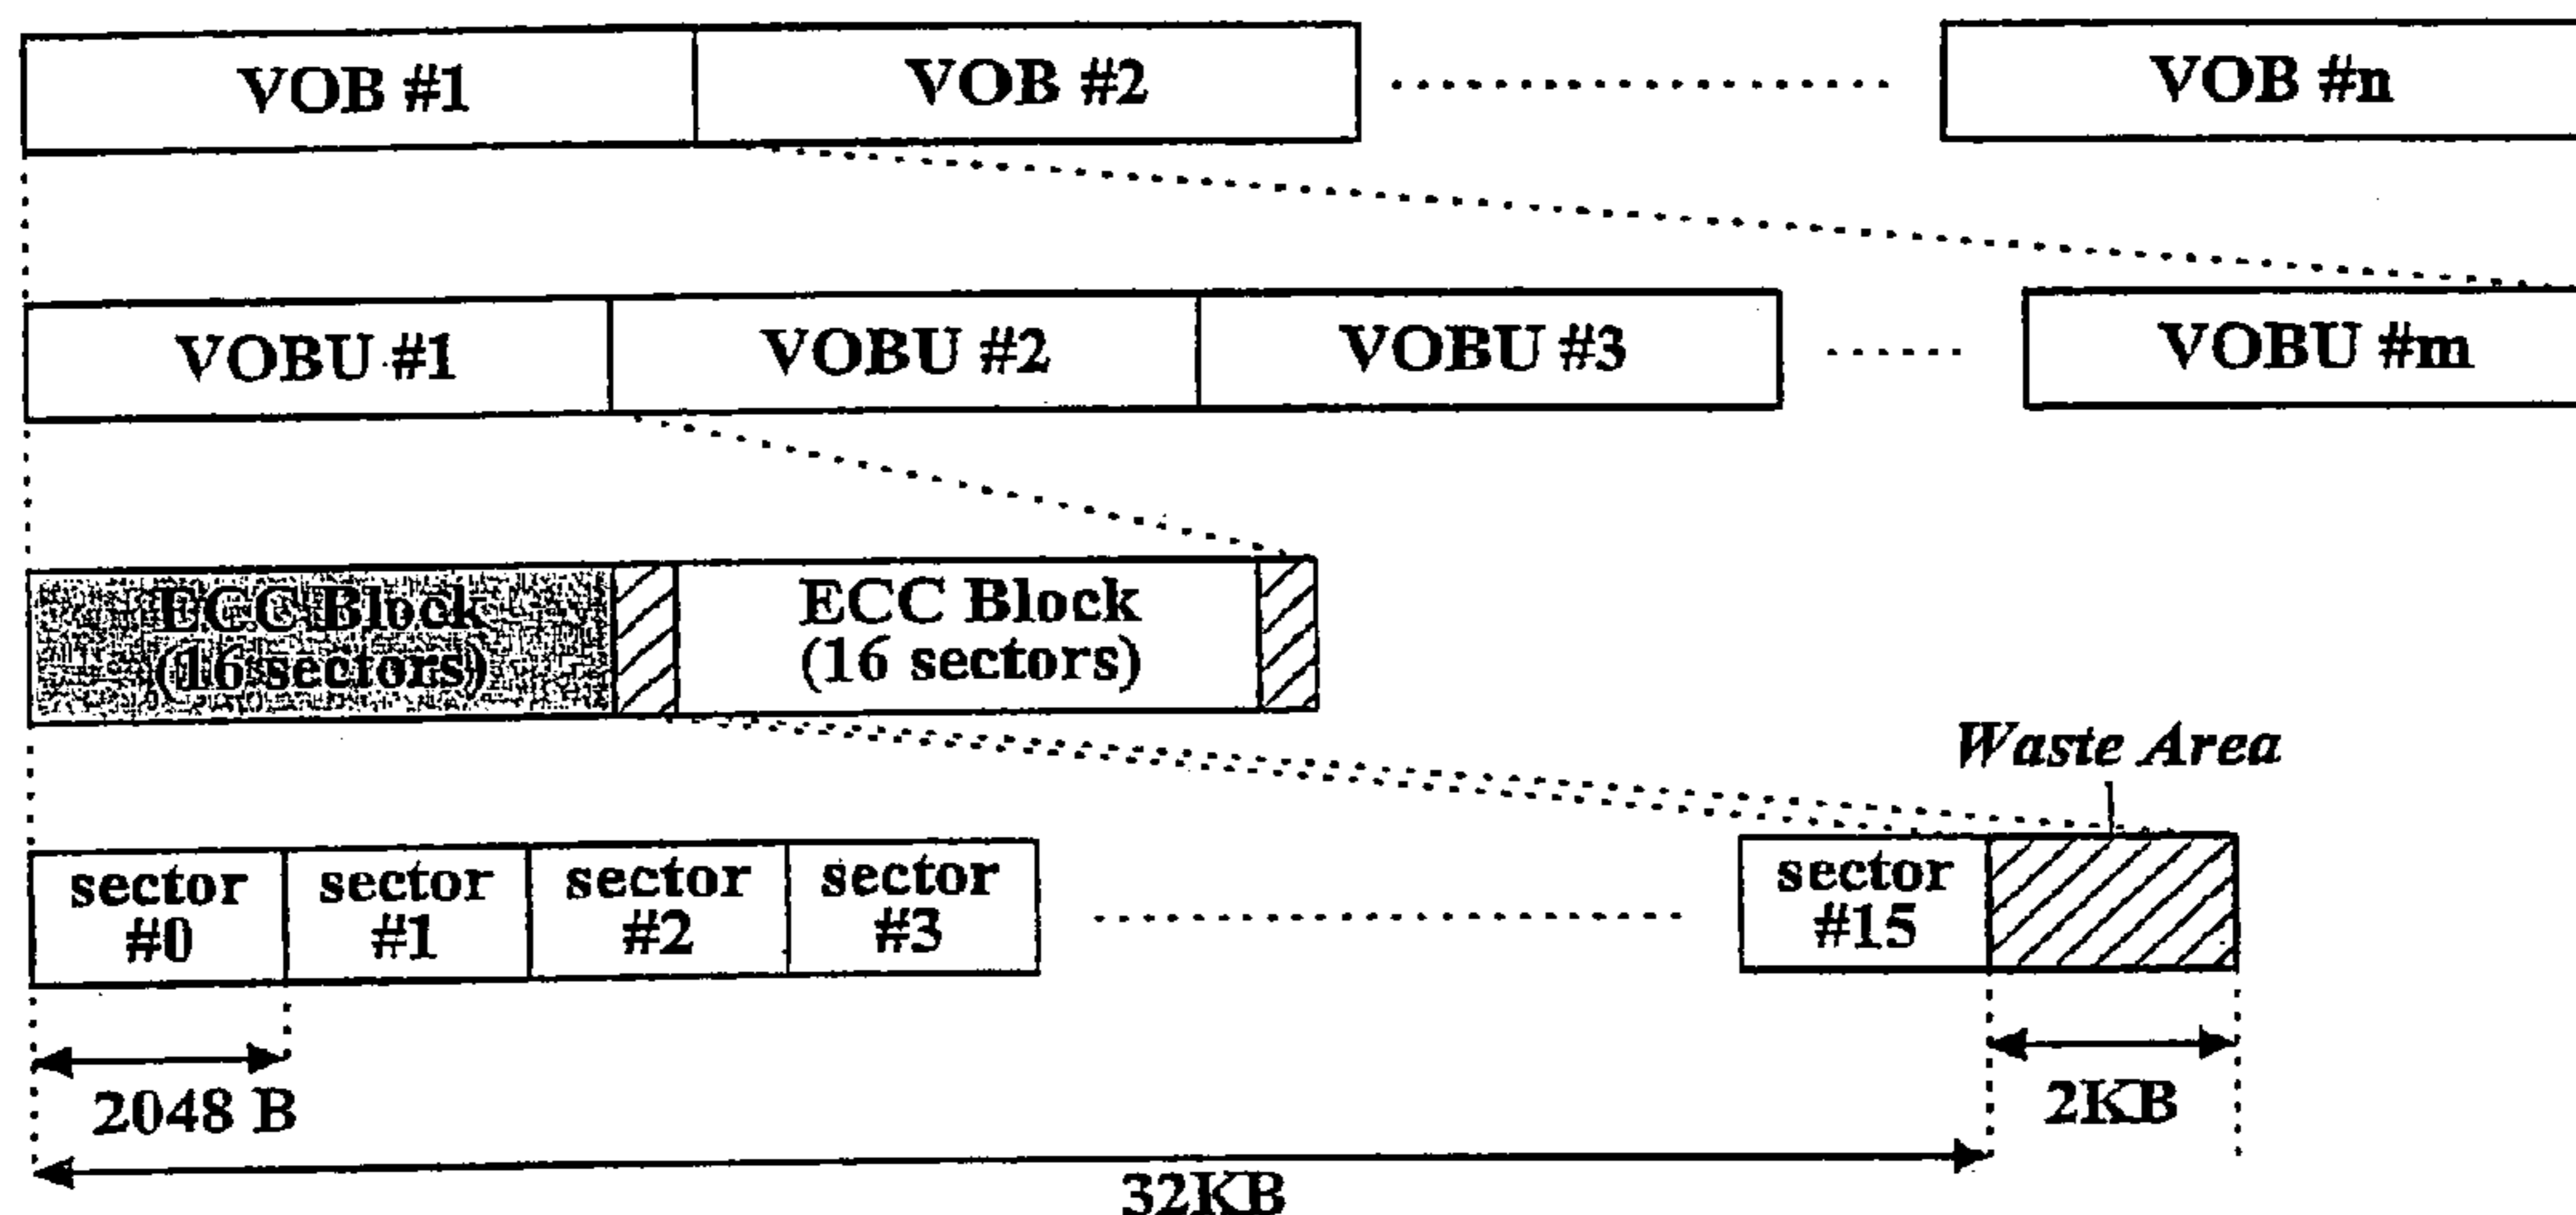 VOB #1 VOB #2 VOB #n
VOBU #1 VOBU #2 VOBU #3 VOBU #m
ECC Block ECC Block
(16 sectors) (16 sectors)
Waste Area
sector sector sector sector sector
#0 #1 #2 #3 #15
2048 B 2KB
32KB